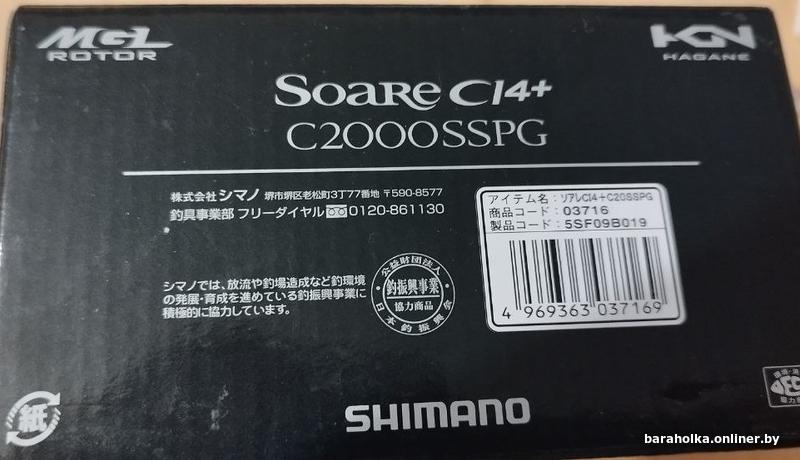 MGL
ROTOR
HAGANE
SOARE CI4+
C2000SSPG
株式会社シマノ 堺市堺区老松町3丁77番地 〒590-8577
釣具事業部 フリーダイヤル 0120-861130
アイテム名：ソアレCI4+C20SSPG
商品コード：03716
製品コード：5SF09B019
4 969363 037169
シマノでは、放流や釣場造成など釣環境
の発展・育成を進めている釣振興事業に
積極的に協力しています。
公益財団法人
釣振興事業
協力商品
日本釣振興会
紙
SHIMANO
baraholka.onliner.by